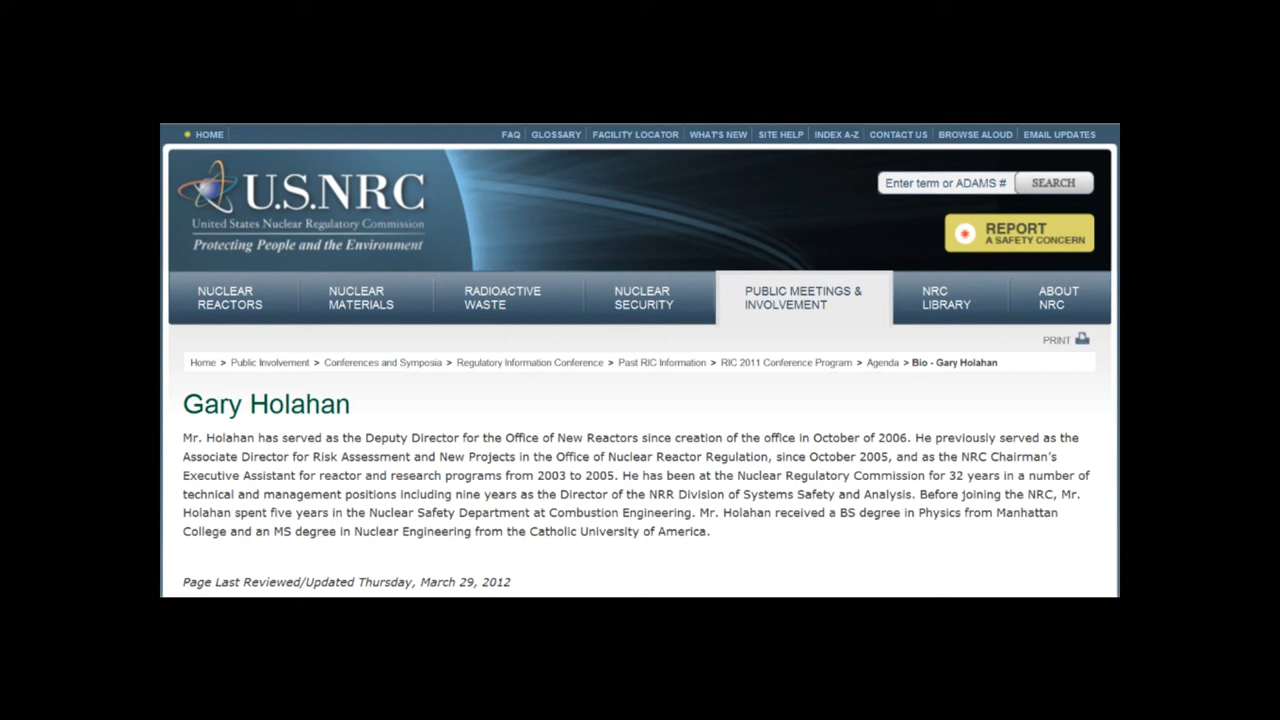 HOME
FAQ GLOSSARY FACILITY LOCATOR WHAT'S NEW SITE HELP INDEX A-Z CONTACT US BROWSE ALOUD EMAIL UPDATES
U.S.NRC
United States Nuclear Regulatory Commission
Protecting People and the Environment
Enter term or ADAMS # SEARCH
REPORT
A SAFETY CONCERN
NUCLEAR REACTORS
NUCLEAR MATERIALS
RADIOACTIVE WASTE
NUCLEAR SECURITY
PUBLIC MEETINGS & INVOLVEMENT
NRC LIBRARY
ABOUT NRC
PRINT
Home > Public Involvement > Conferences and Symposia > Regulatory Information Conference > Past RIC Information > RIC 2011 Conference Program > Agenda > Bio - Gary Holahan
Gary Holahan
Mr. Holahan has served as the Deputy Director for the Office of New Reactors since creation of the office in October of 2006. He previously served as the
Associate Director for Risk Assessment and New Projects in the Office of Nuclear Reactor Regulation, since October 2005, and as the NRC Chairman's
Executive Assistant for reactor and research programs from 2003 to 2005. He has been at the Nuclear Regulatory Commission for 32 years in a number of
technical and management positions including nine years as the Director of the NRR Division of Systems Safety and Analysis. Before joining the NRC, Mr.
Holahan spent five years in the Nuclear Safety Department at Combustion Engineering. Mr. Holahan received a BS degree in Physics from Manhattan
College and an MS degree in Nuclear Engineering from the Catholic University of America.
Page Last Reviewed/Updated Thursday, March 29, 2012